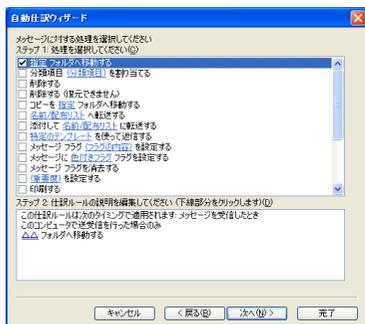 自動仕訳ウィザード
メッセージに対する処理を選択してください
ステップ 1: 処理を選択してください(C)
指定 フォルダへ移動する
分類項目 (分類項目) を割り当てる
削除する
削除する (復元できません)
コピーを 指定 フォルダへ移動する
名前/配布リスト へ転送する
添付して 名前/配布リスト に転送する
特定のテンプレート を使って返信する
メッセージ フラグ (フラグの内容) を設定する
メッセージに 色付きフラグ フラグを設定する
メッセージ フラグを消去する
(重要度) を設定する
印刷する
ステップ 2: 仕訳ルールの説明を編集してください (下線部分をクリックします)(D)
この仕訳ルールは次のタイミングで適用されます: メッセージを受信したとき
このコンピュータで送受信を行った場合のみ
△△ フォルダへ移動する
キャンセル < 戻る(B) 次へ(N) > 完了